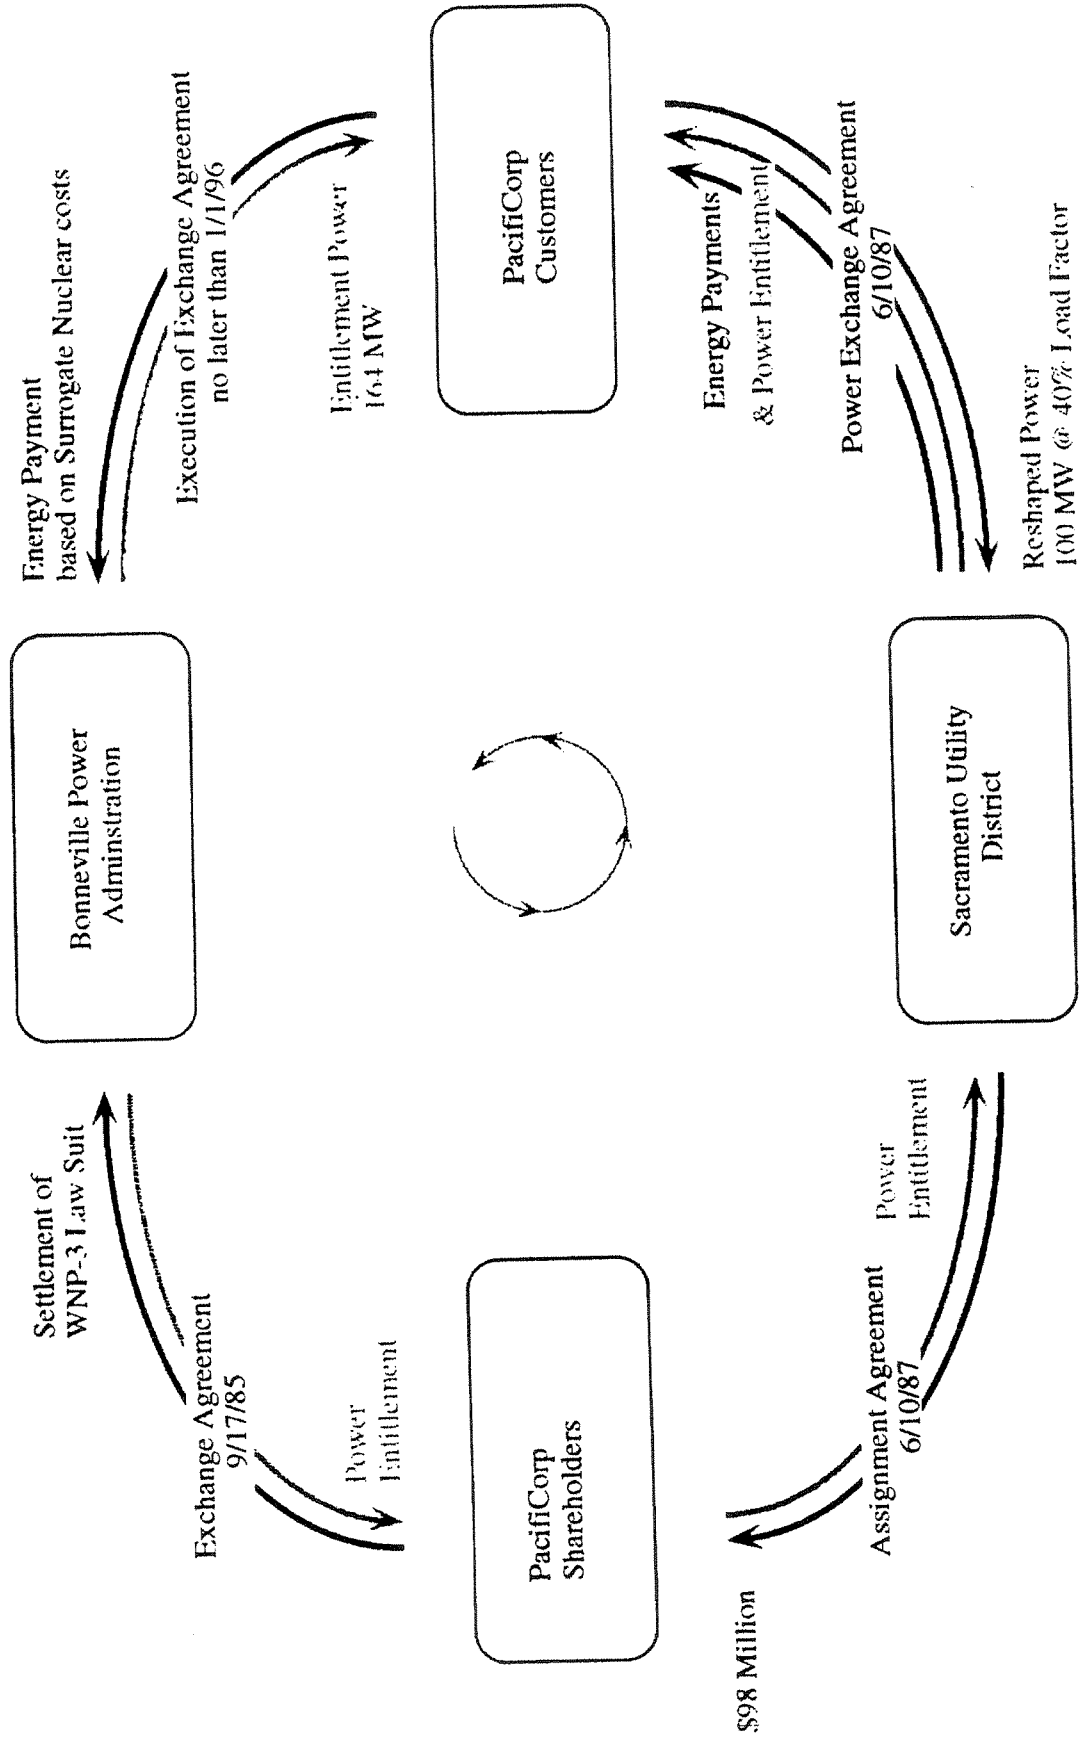 Settlement of
WNP-3 Law Suit
Energy Payment
based on Surrogate Nuclear costs
Bonneville Power
Adminstration
Exchange Agreement
9/17/85
Execution of Exchange Agreement
no later than 1/1/96
Power
Entitlement
Entitlement Power
164 MW
PacifiCorp
Shareholders
PacifiCorp
Customers
$98 Million
Energy Payments
& Power Entitlement
Assignment Agreement
6/10/87
Power Exchange Agreement
6/10/87
Power
Entitlement
Sacramento Utility
District
Reshaped Power
100 MW @ 40% Load Factor